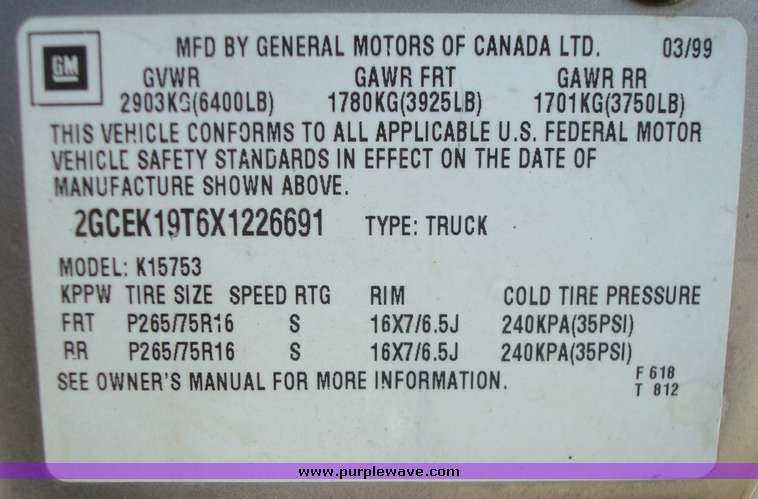 GM
MFD BY GENERAL MOTORS OF CANADA LTD. 03/99
GVWR GAWR FRT GAWR RR
2903KG(6400LB) 1780KG(3925LB) 1701KG(3750LB)
THIS VEHICLE CONFORMS TO ALL APPLICABLE U.S. FEDERAL MOTOR
VEHICLE SAFETY STANDARDS IN EFFECT ON THE DATE OF
MANUFACTURE SHOWN ABOVE.
2GCEK19T6X1226691 TYPE: TRUCK
MODEL: K15753
KPPW TIRE SIZE SPEED RTG RIM COLD TIRE PRESSURE
FRT P265/75R16 S 16X7/6.5J 240KPA(35PSI)
RR P265/75R16 S 16X7/6.5J 240KPA(35PSI)
SEE OWNER'S MANUAL FOR MORE INFORMATION.
F 618
T 812
www.purplewave.com